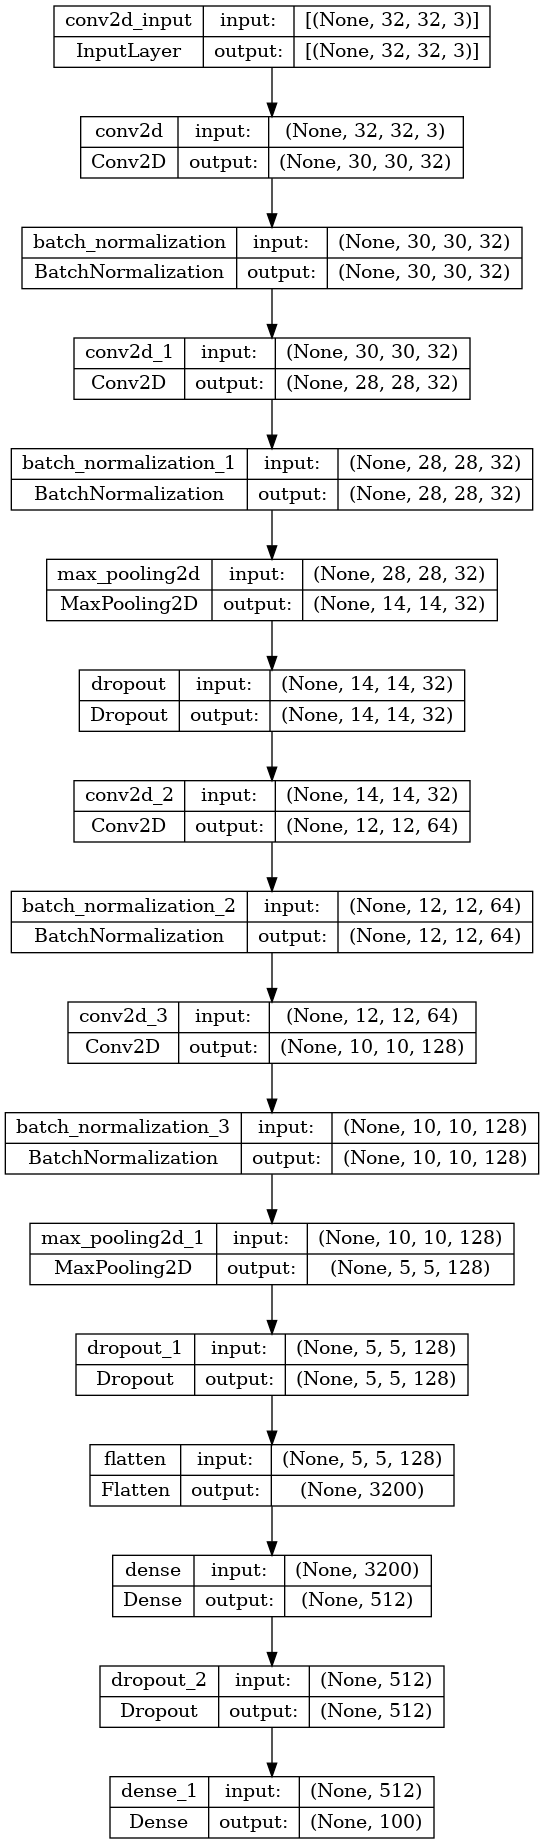 conv2d_input input: [(None, 32, 32, 3)]
InputLayer output: [(None, 32, 32, 3)]
conv2d input: (None, 32, 32, 3)
Conv2D output: (None, 30, 30, 32)
batch_normalization input: (None, 30, 30, 32)
BatchNormalization output: (None, 30, 30, 32)
conv2d_1 input: (None, 30, 30, 32)
Conv2D output: (None, 28, 28, 32)
batch_normalization_1 input: (None, 28, 28, 32)
BatchNormalization output: (None, 28, 28, 32)
max_pooling2d input: (None, 28, 28, 32)
MaxPooling2D output: (None, 14, 14, 32)
dropout input: (None, 14, 14, 32)
Dropout output: (None, 14, 14, 32)
conv2d_2 input: (None, 14, 14, 32)
Conv2D output: (None, 12, 12, 64)
batch_normalization_2 input: (None, 12, 12, 64)
BatchNormalization output: (None, 12, 12, 64)
conv2d_3 input: (None, 12, 12, 64)
Conv2D output: (None, 10, 10, 128)
batch_normalization_3 input: (None, 10, 10, 128)
BatchNormalization output: (None, 10, 10, 128)
max_pooling2d_1 input: (None, 10, 10, 128)
MaxPooling2D output: (None, 5, 5, 128)
dropout_1 input: (None, 5, 5, 128)
Dropout output: (None, 5, 5, 128)
flatten input: (None, 5, 5, 128)
Flatten output: (None, 3200)
dense input: (None, 3200)
Dense output: (None, 512)
dropout_2 input: (None, 512)
Dropout output: (None, 512)
dense_1 input: (None, 512)
Dense output: (None, 100)